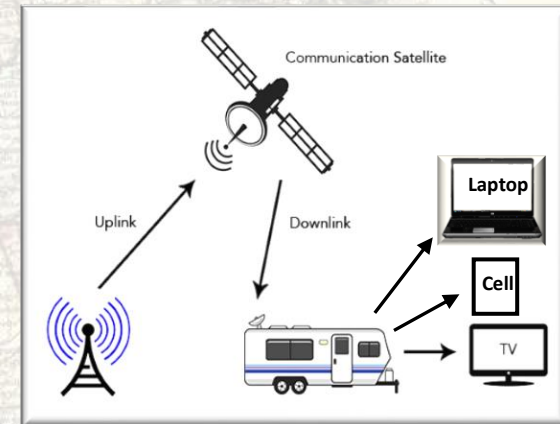 Communication Satellite
Laptop
Uplink
Downlink
Cell
TV